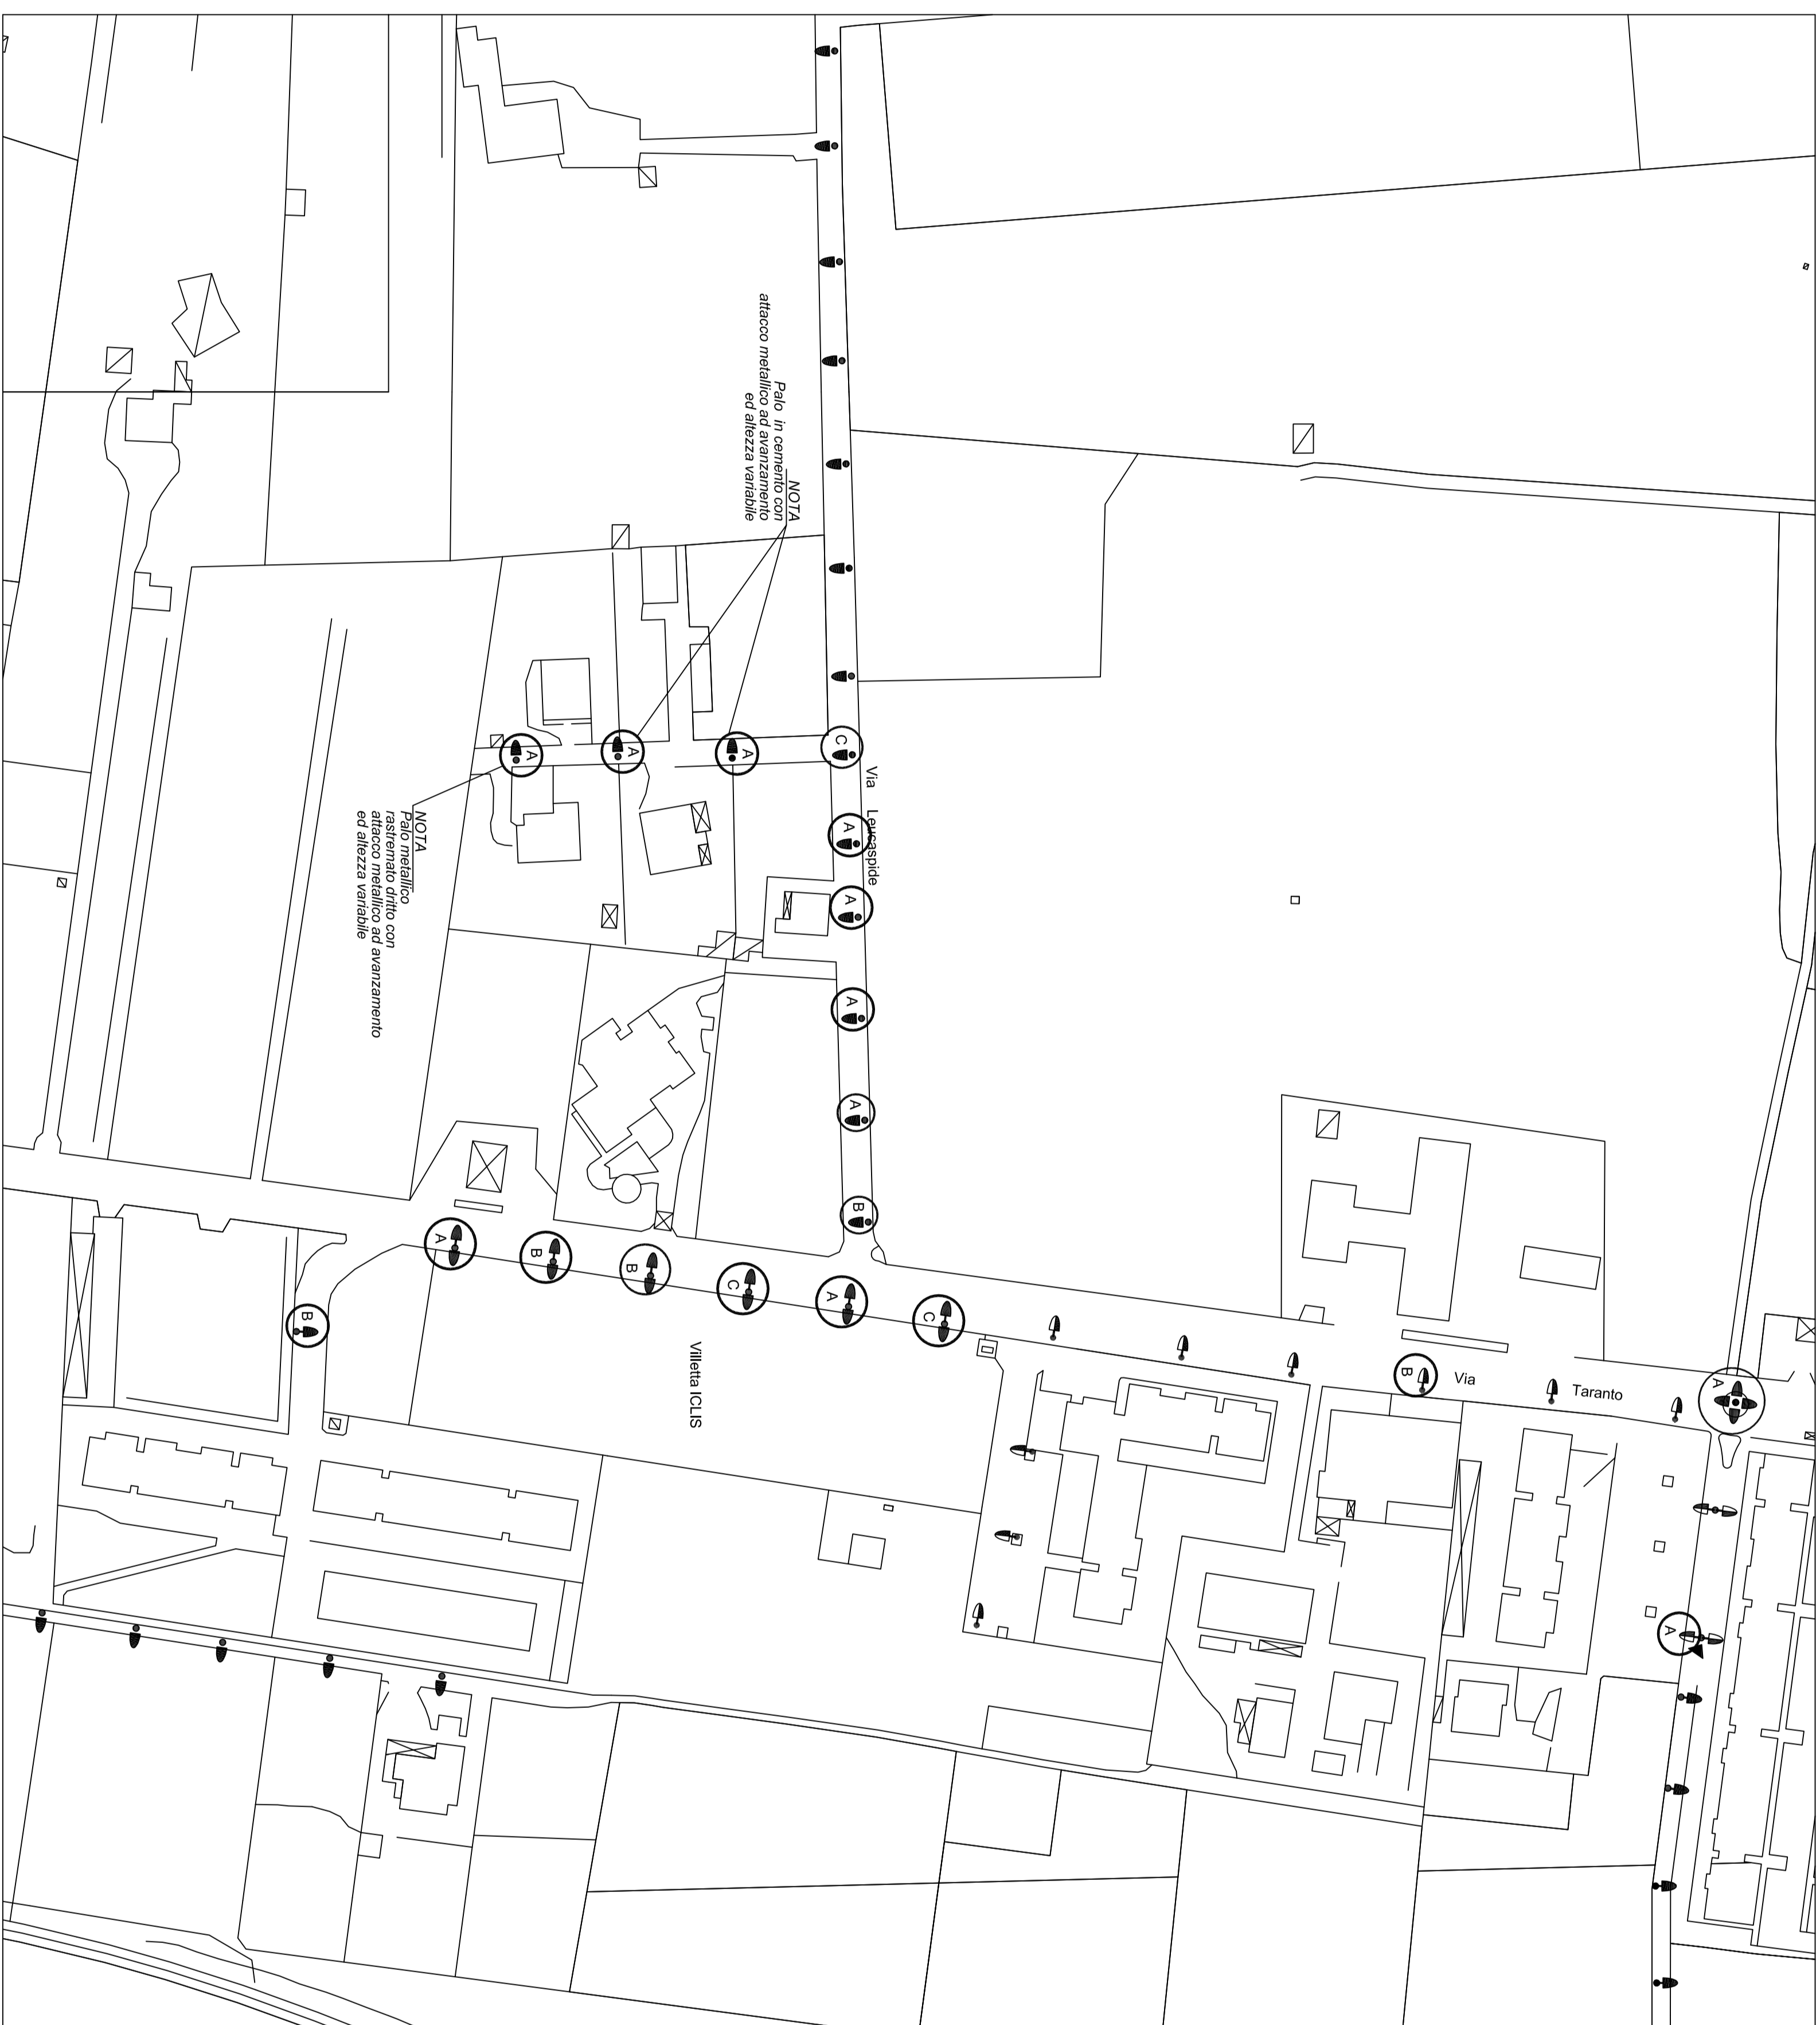 NOTA
Palo in cemento con
attacco metallico ad avanzamento
ed altezza variabile
C
A
A
A
Via Leucaspide
A
A
A
A
B
NOTA
Palo metallico
rastremato dritto con
attacco metallico ad avanzamento
ed altezza variabile
A
B
B
C
A
C
B
Villetta ICLIS
B
Via Taranto
A
A